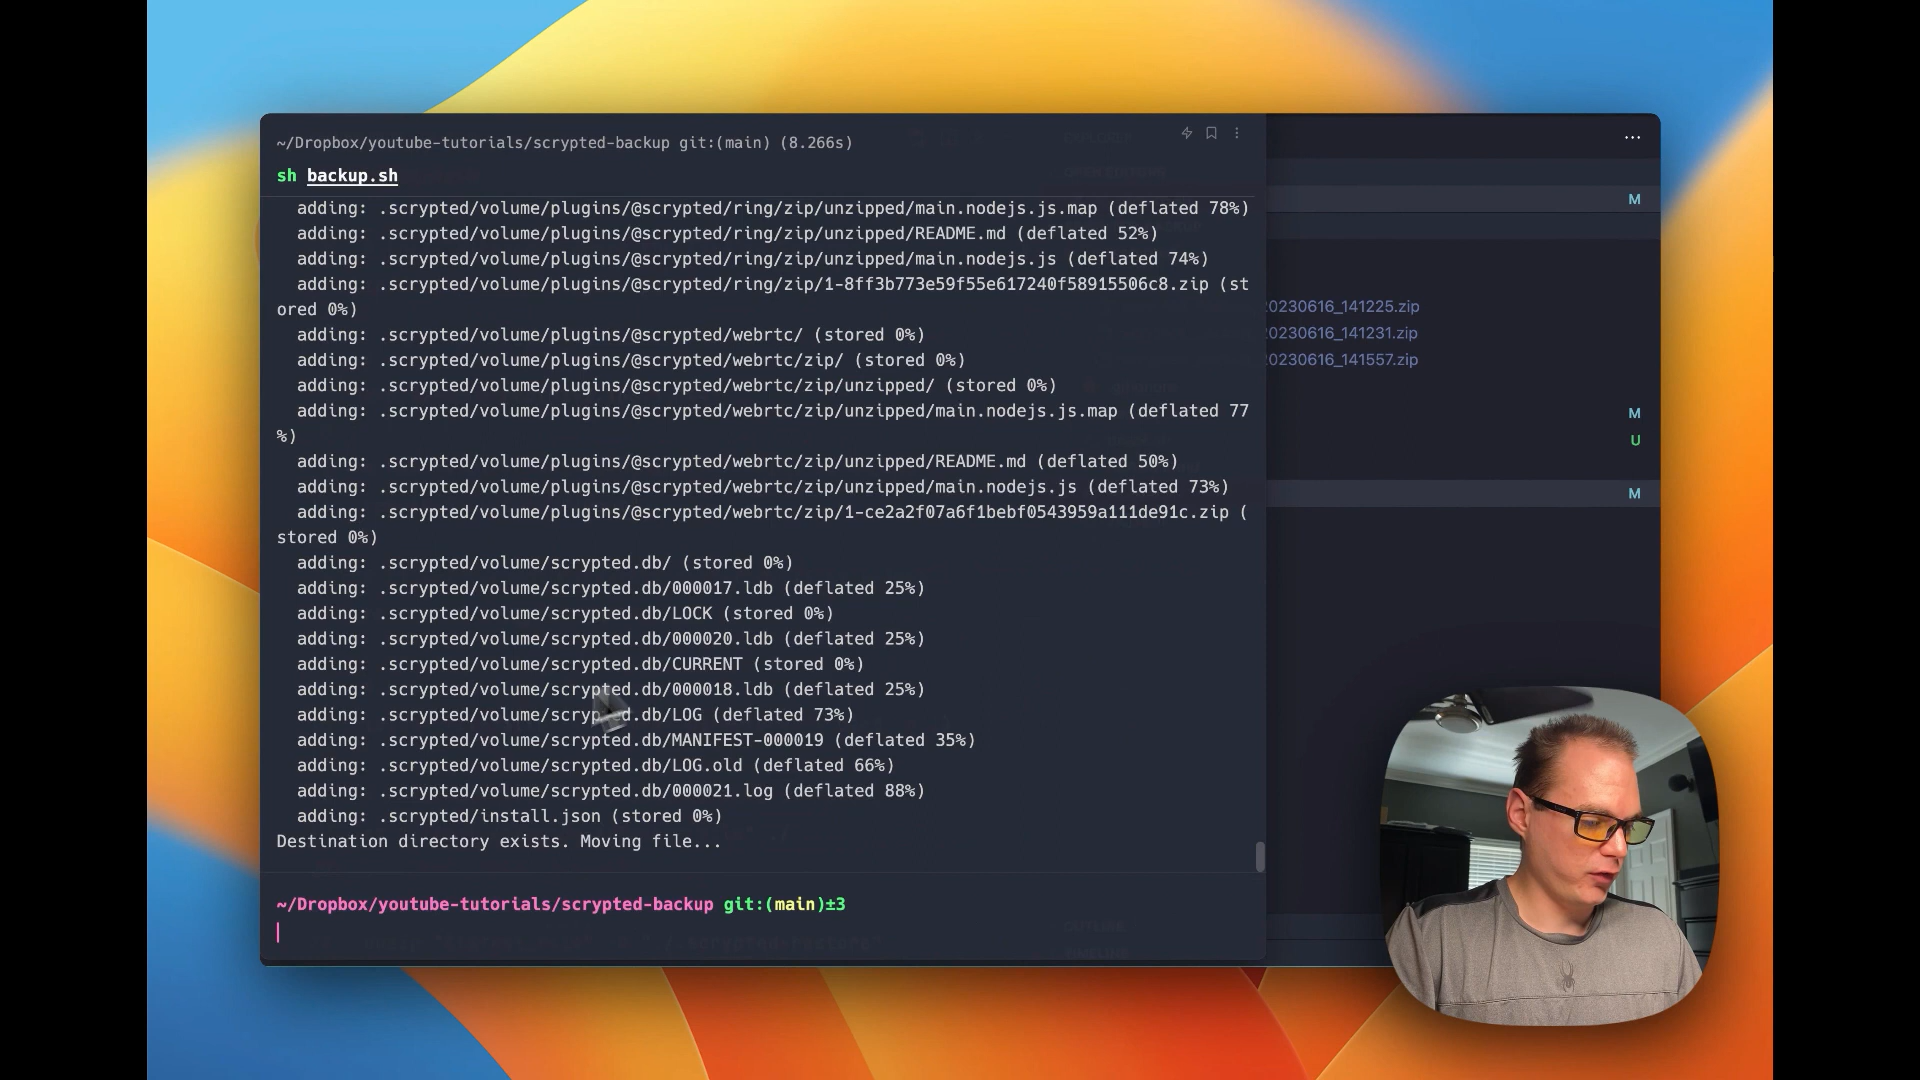 ~/Dropbox/youtube-tutorials/scrypted-backup git:(main) (8.266s)
sh backup.sh
adding: .scrypted/volume/plugins/@scrypted/ring/zip/unzipped/main.nodejs.js.map (deflated 78%)
adding: .scrypted/volume/plugins/@scrypted/ring/zip/unzipped/README.md (deflated 52%)
adding: .scrypted/volume/plugins/@scrypted/ring/zip/unzipped/main.nodejs.js (deflated 74%)
adding: .scrypted/volume/plugins/@scrypted/ring/zip/1-8ff3b773e59f55e617240f58915506c8.zip (st
ored 0%)
adding: .scrypted/volume/plugins/@scrypted/webrtc/ (stored 0%)
adding: .scrypted/volume/plugins/@scrypted/webrtc/zip/ (stored 0%)
adding: .scrypted/volume/plugins/@scrypted/webrtc/zip/unzipped/ (stored 0%)
adding: .scrypted/volume/plugins/@scrypted/webrtc/zip/unzipped/main.nodejs.js.map (deflated 77
%)
adding: .scrypted/volume/plugins/@scrypted/webrtc/zip/unzipped/README.md (deflated 50%)
adding: .scrypted/volume/plugins/@scrypted/webrtc/zip/unzipped/main.nodejs.js (deflated 73%)
adding: .scrypted/volume/plugins/@scrypted/webrtc/zip/1-ce2a2f07a6f1bebf0543959a111de91c.zip (
stored 0%)
adding: .scrypted/volume/scrypted.db/ (stored 0%)
adding: .scrypted/volume/scrypted.db/000017.ldb (deflated 25%)
adding: .scrypted/volume/scrypted.db/LOCK (stored 0%)
adding: .scrypted/volume/scrypted.db/000020.ldb (deflated 25%)
adding: .scrypted/volume/scrypted.db/CURRENT (stored 0%)
adding: .scrypted/volume/scrypted.db/000018.ldb (deflated 25%)
adding: .scrypted/volume/scrypted.db/LOG (deflated 73%)
adding: .scrypted/volume/scrypted.db/MANIFEST-000019 (deflated 35%)
adding: .scrypted/volume/scrypted.db/LOG.old (deflated 66%)
adding: .scrypted/volume/scrypted.db/000021.log (deflated 88%)
adding: .scrypted/install.json (stored 0%)
Destination directory exists. Moving file...
~/Dropbox/youtube-tutorials/scrypted-backup git:(main)±3
M
20230616_141225.zip
20230616_141231.zip
20230616_141557.zip
M
U
M
OUTLINE
TIMELINE